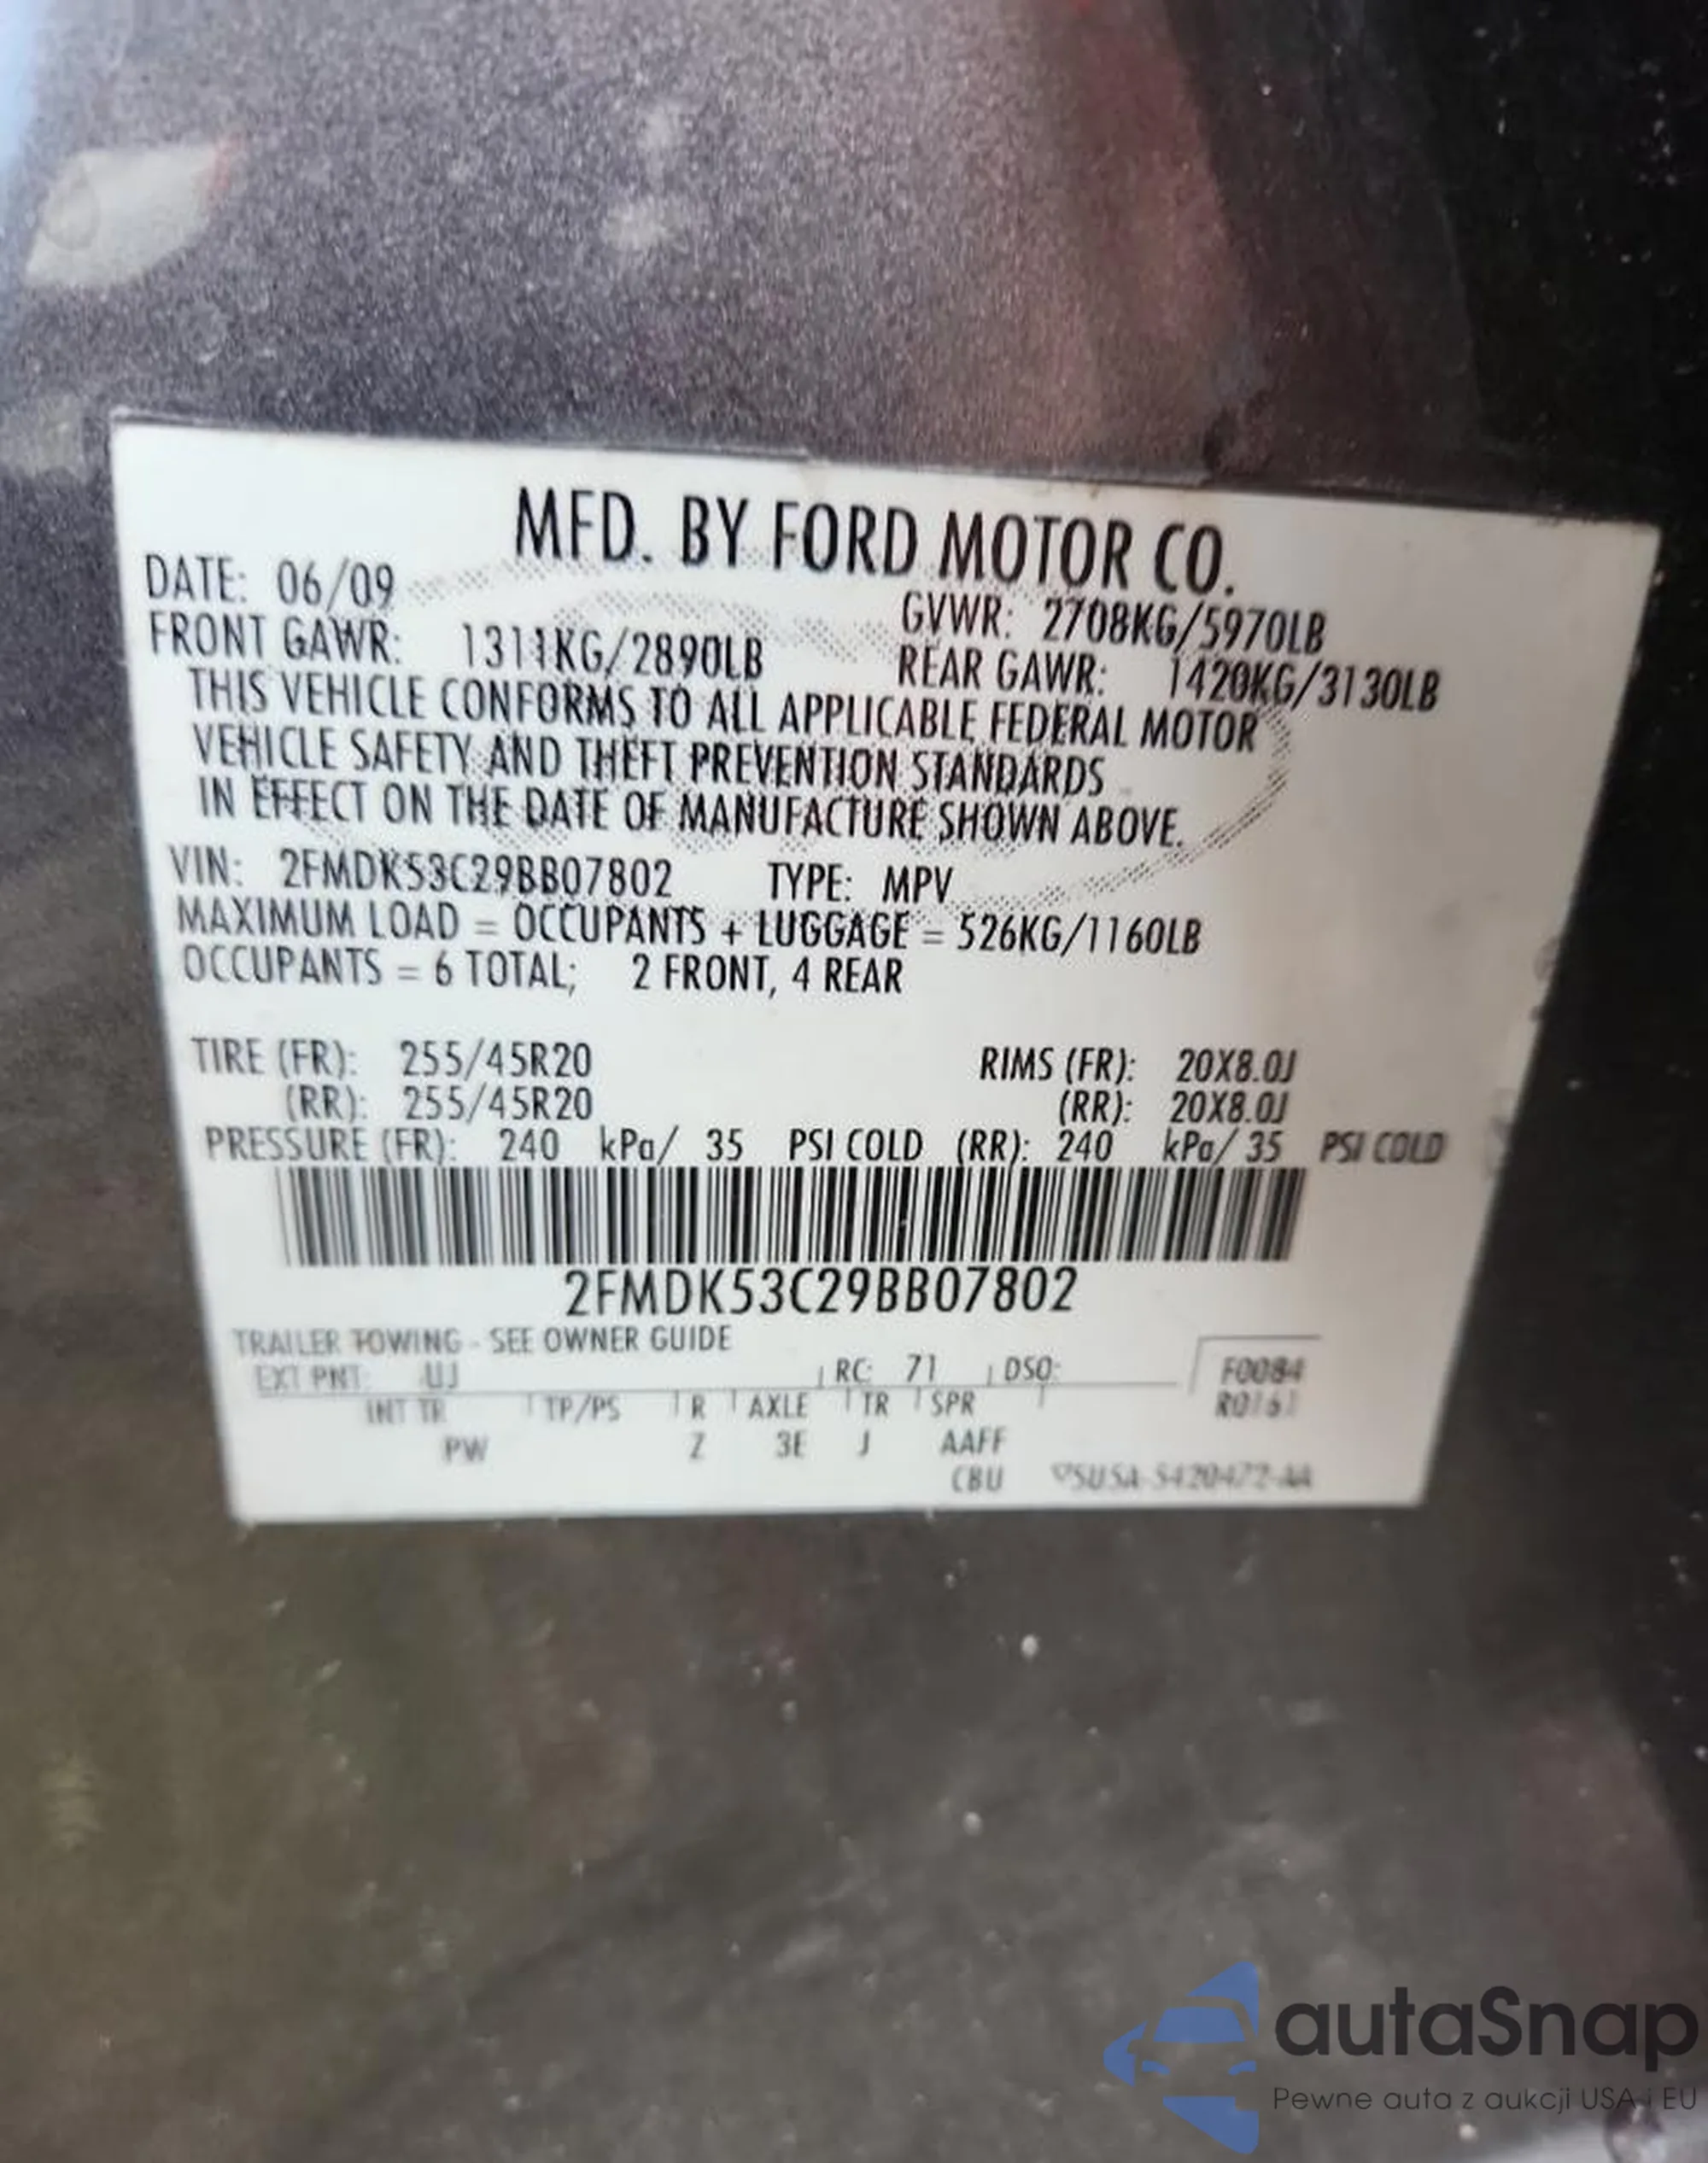 MFD. BY FORD MOTOR CO.
DATE: 06/09
GVWR: 2708KG/5970LB
FRONT GAWR: 1311KG/2890LB
REAR GAWR: 1420KG/3130LB
THIS VEHICLE CONFORMS TO ALL APPLICABLE FEDERAL MOTOR
VEHICLE SAFETY AND THEFT PREVENTION STANDARDS
IN EFFECT ON THE DATE OF MANUFACTURE SHOWN ABOVE.
VIN: 2FMDK53C29BB07802 TYPE: MPV
MAXIMUM LOAD = OCCUPANTS + LUGGAGE = 526KG/1160LB
OCCUPANTS = 6 TOTAL; 2 FRONT, 4 REAR
TIRE (FR): 255/45R20 RIMS (FR): 20X8.0J
(RR): 255/45R20 (RR): 20X8.0J
PRESSURE (FR): 240 kPa/ 35 PSI COLD (RR): 240 kPa/ 35 PSI COLD
2FMDK53C29BB07802
TRAILER TOWING - SEE OWNER GUIDE
EXT PNT: UJ RC: 71 DSO: F0084
INT TR TP/PS R AXLE TR SPR R0161
PW Z 3E J AAFF
CBU
autaSnap
Pewne auta z aukcji USA i EU